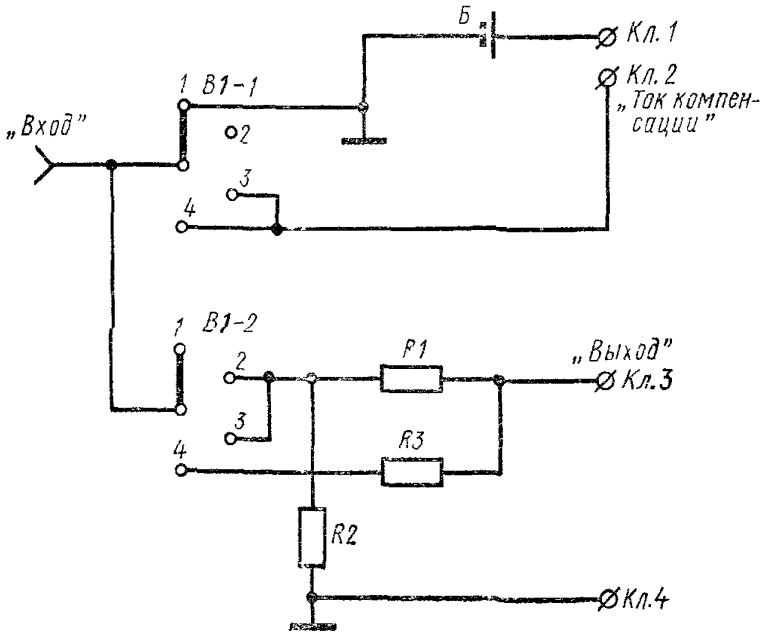 Б
Кл.1
Кл.2
„Ток компен-
сации"
1 В1-1
„Вход"
2
3
4
1 В1-2
2
R1
„Выход"
Кл.3
3
R3
4
R2
Кл.4